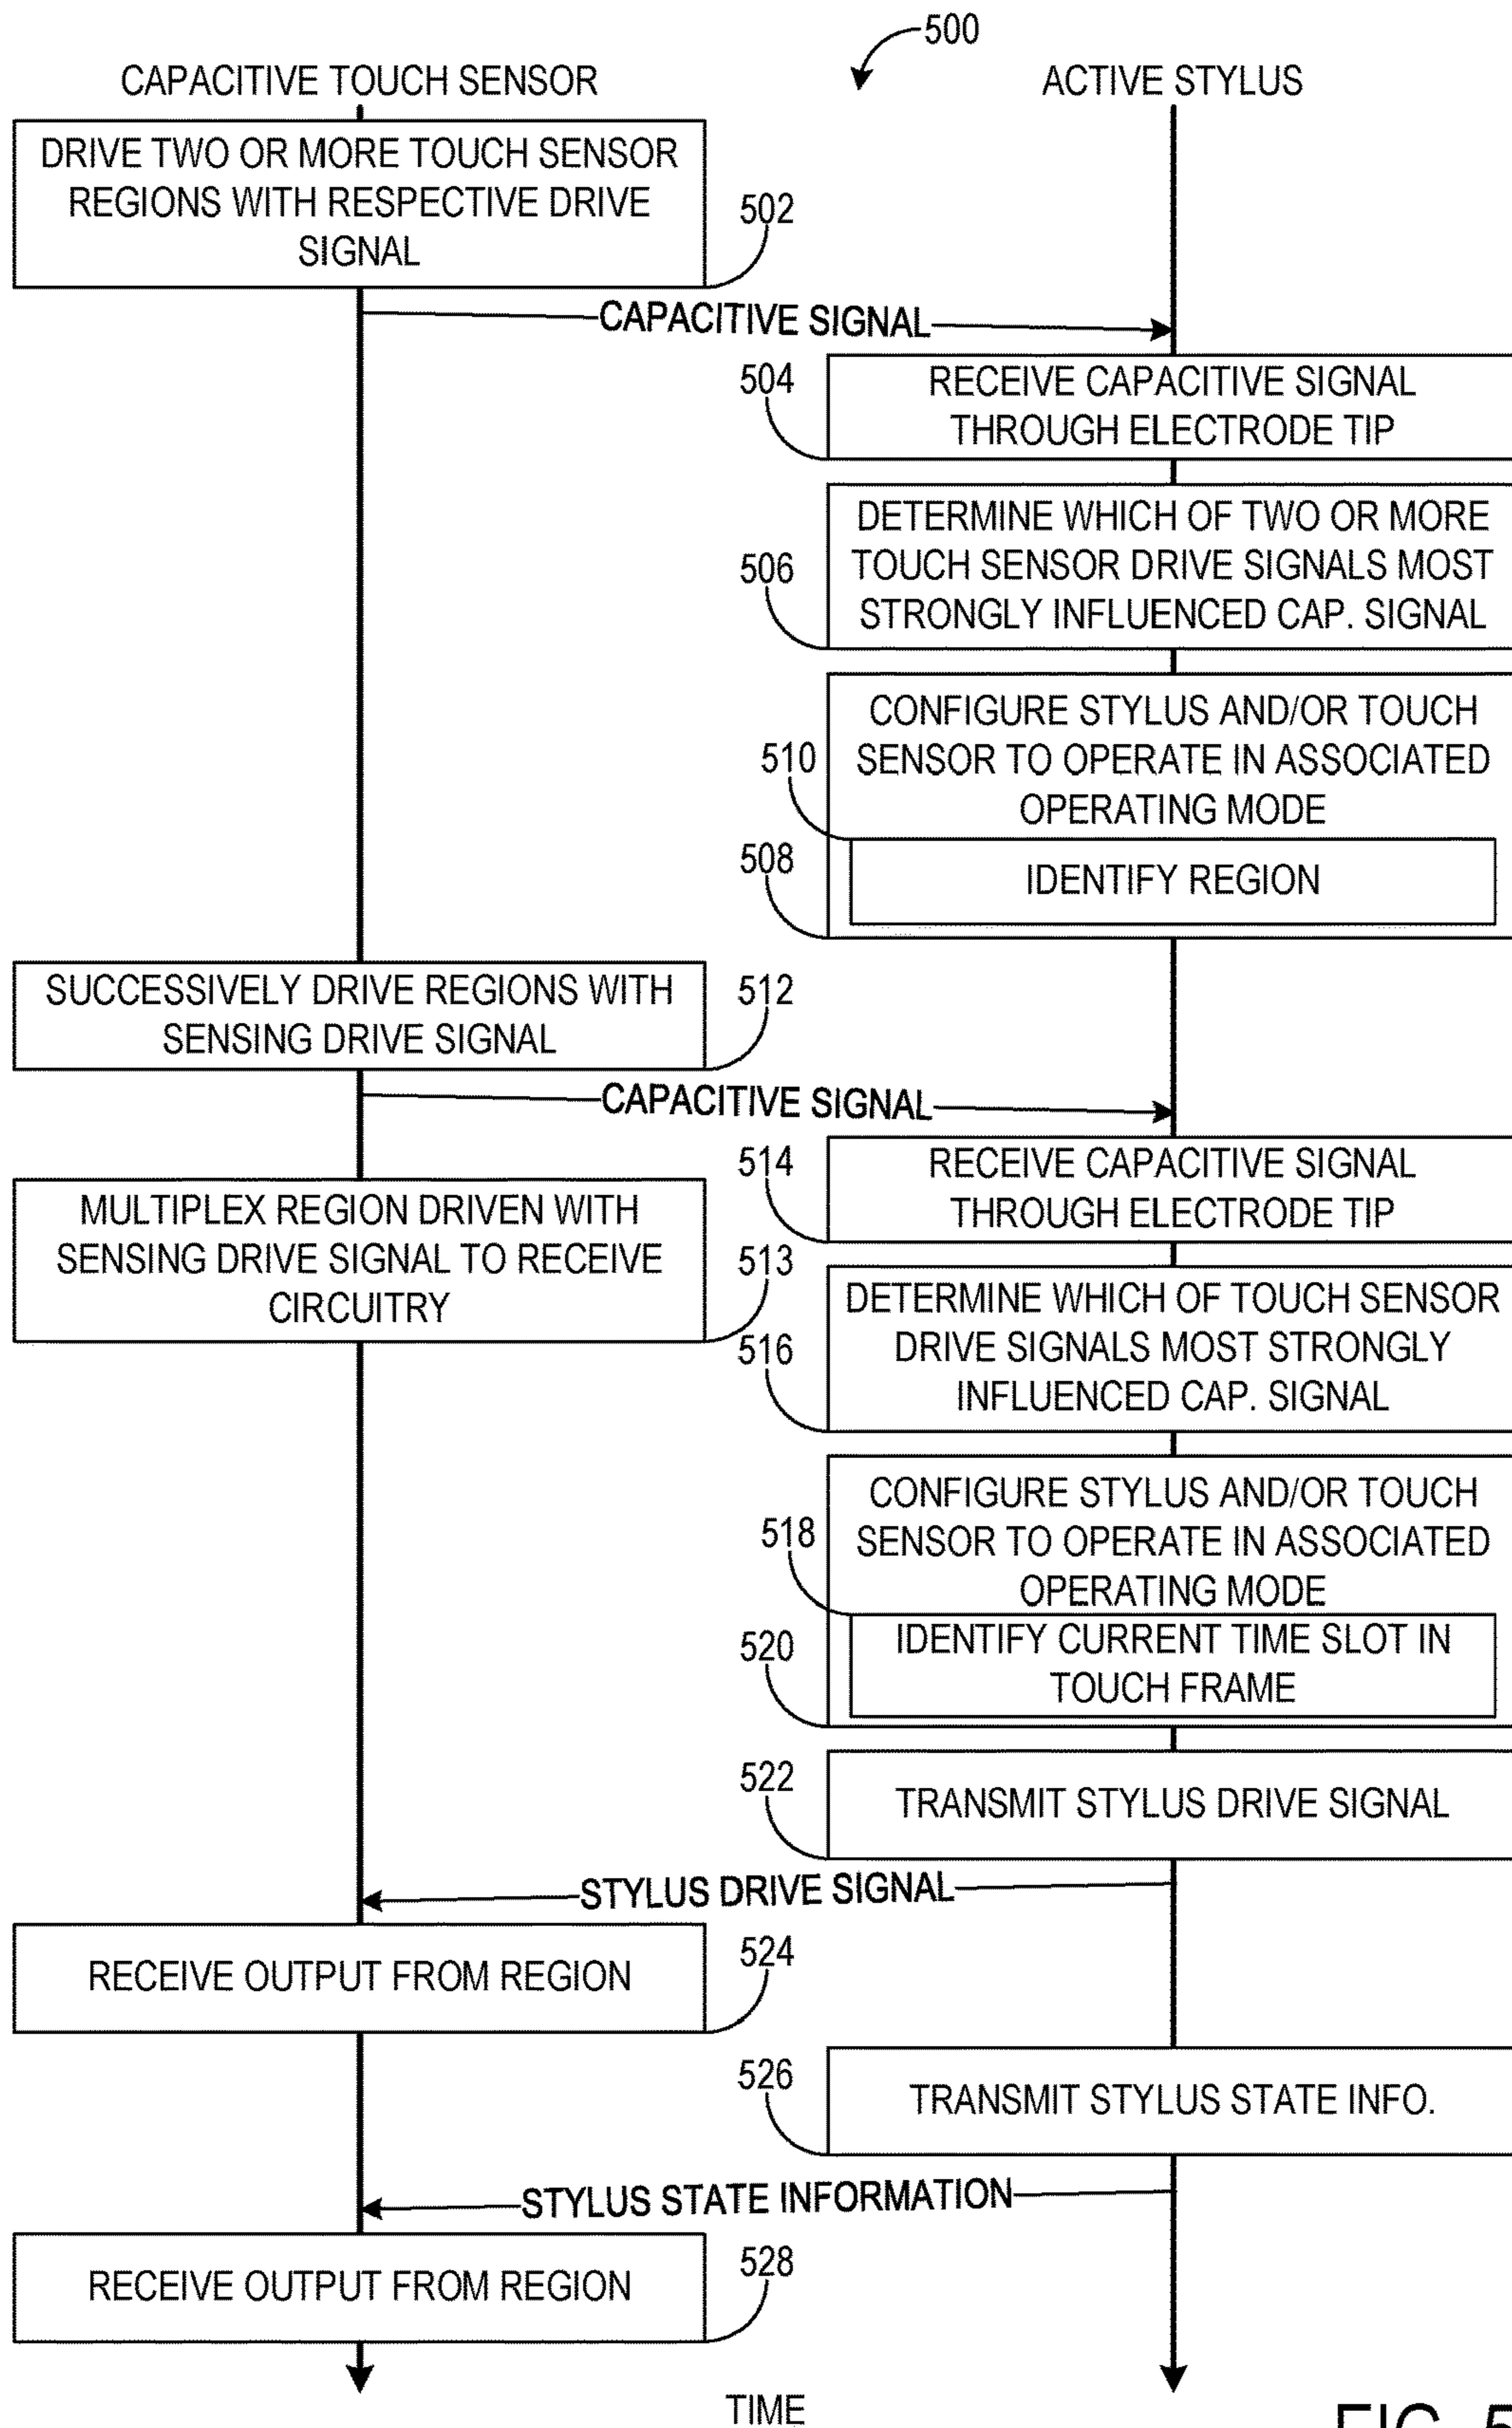 500
CAPACITIVE TOUCH SENSOR
ACTIVE STYLUS
DRIVE TWO OR MORE TOUCH SENSOR
REGIONS WITH RESPECTIVE DRIVE
SIGNAL
502
CAPACITIVE SIGNAL
504
RECEIVE CAPACITIVE SIGNAL
THROUGH ELECTRODE TIP
506
DETERMINE WHICH OF TWO OR MORE
TOUCH SENSOR DRIVE SIGNALS MOST
STRONGLY INFLUENCED CAP. SIGNAL
CONFIGURE STYLUS AND/OR TOUCH
SENSOR TO OPERATE IN ASSOCIATED
OPERATING MODE
510
508
IDENTIFY REGION
SUCCESSIVELY DRIVE REGIONS WITH
SENSING DRIVE SIGNAL
512
CAPACITIVE SIGNAL
514
RECEIVE CAPACITIVE SIGNAL
THROUGH ELECTRODE TIP
MULTIPLEX REGION DRIVEN WITH
SENSING DRIVE SIGNAL TO RECEIVE
CIRCUITRY
513
516
DETERMINE WHICH OF TOUCH SENSOR
DRIVE SIGNALS MOST STRONGLY
INFLUENCED CAP. SIGNAL
CONFIGURE STYLUS AND/OR TOUCH
SENSOR TO OPERATE IN ASSOCIATED
OPERATING MODE
518
520
IDENTIFY CURRENT TIME SLOT IN
TOUCH FRAME
522
TRANSMIT STYLUS DRIVE SIGNAL
STYLUS DRIVE SIGNAL
RECEIVE OUTPUT FROM REGION
524
526
TRANSMIT STYLUS STATE INFO.
STYLUS STATE INFORMATION
RECEIVE OUTPUT FROM REGION
528
TIME
FIG. 5